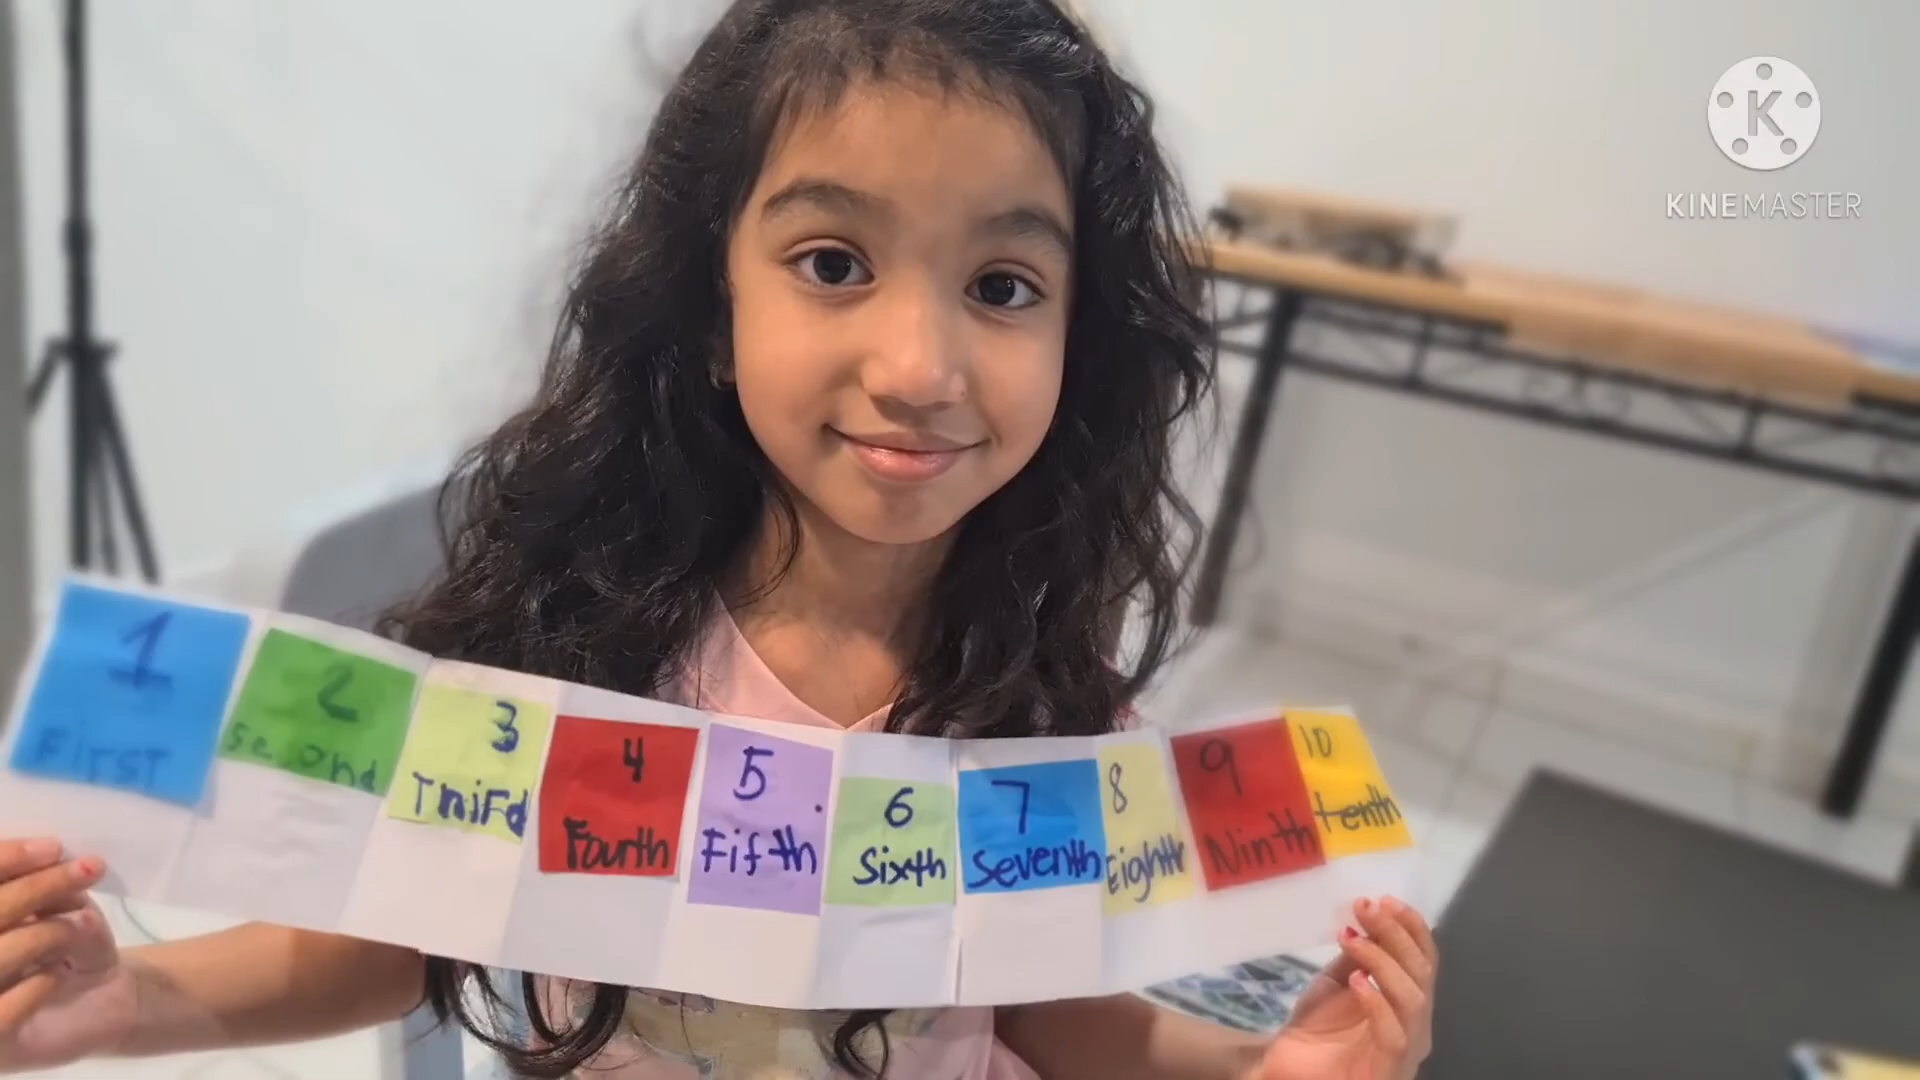 K
KINEMASTER
1
First
2
second
3
Third
4
Fourth
5
Fifth
6
Sixth
7
Seventh
8
Eighth
9
Ninth
10
tenth